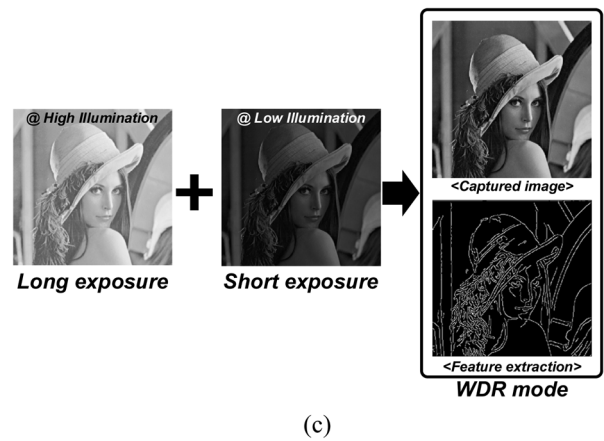 @ High Illumination
@ Low Illumination
<Captured image>
Long exposure
Short exposure
<Feature extraction>
WDR mode
(c)